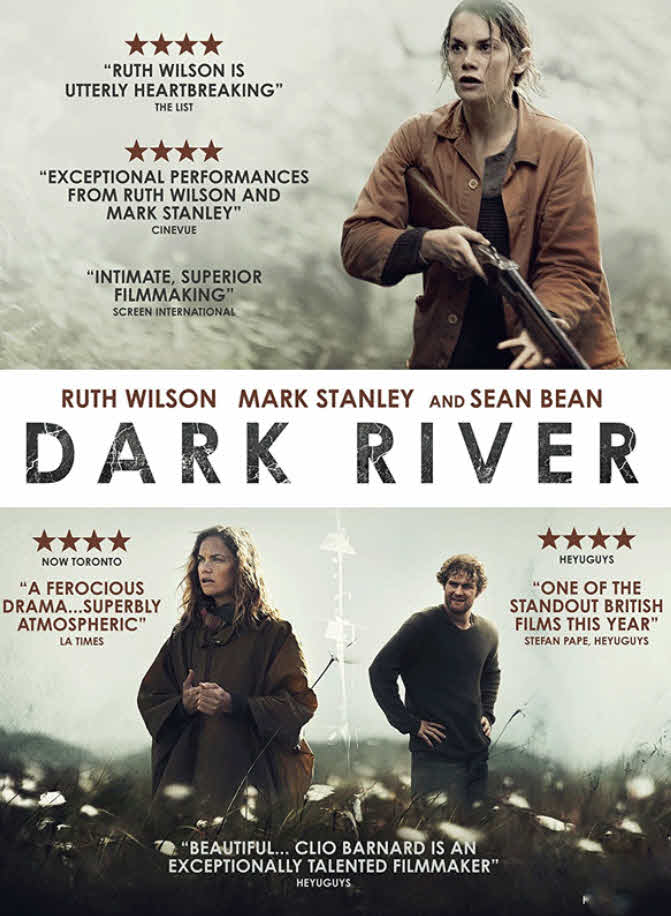 “RUTH WILSON IS
UTTERLY HEARTBREAKING”
THE LIST
“EXCEPTIONAL PERFORMANCES
FROM RUTH WILSON AND
MARK STANLEY”
CINEVUE
“INTIMATE, SUPERIOR
FILMMAKING”
SCREEN INTERNATIONAL
RUTH WILSON MARK STANLEY AND SEAN BEAN
DARK RIVER
NOW TORONTO
“A FEROCIOUS
DRAMA...SUPERBLY
ATMOSPHERIC”
LA TIMES
HEYUGUYS
“ONE OF THE
STANDOUT BRITISH
FILMS THIS YEAR”
STEFAN PAPE, HEYUGUYS
“BEAUTIFUL... CLIO BARNARD IS AN
EXCEPTIONALLY TALENTED FILMMAKER”
HEYUGUYS